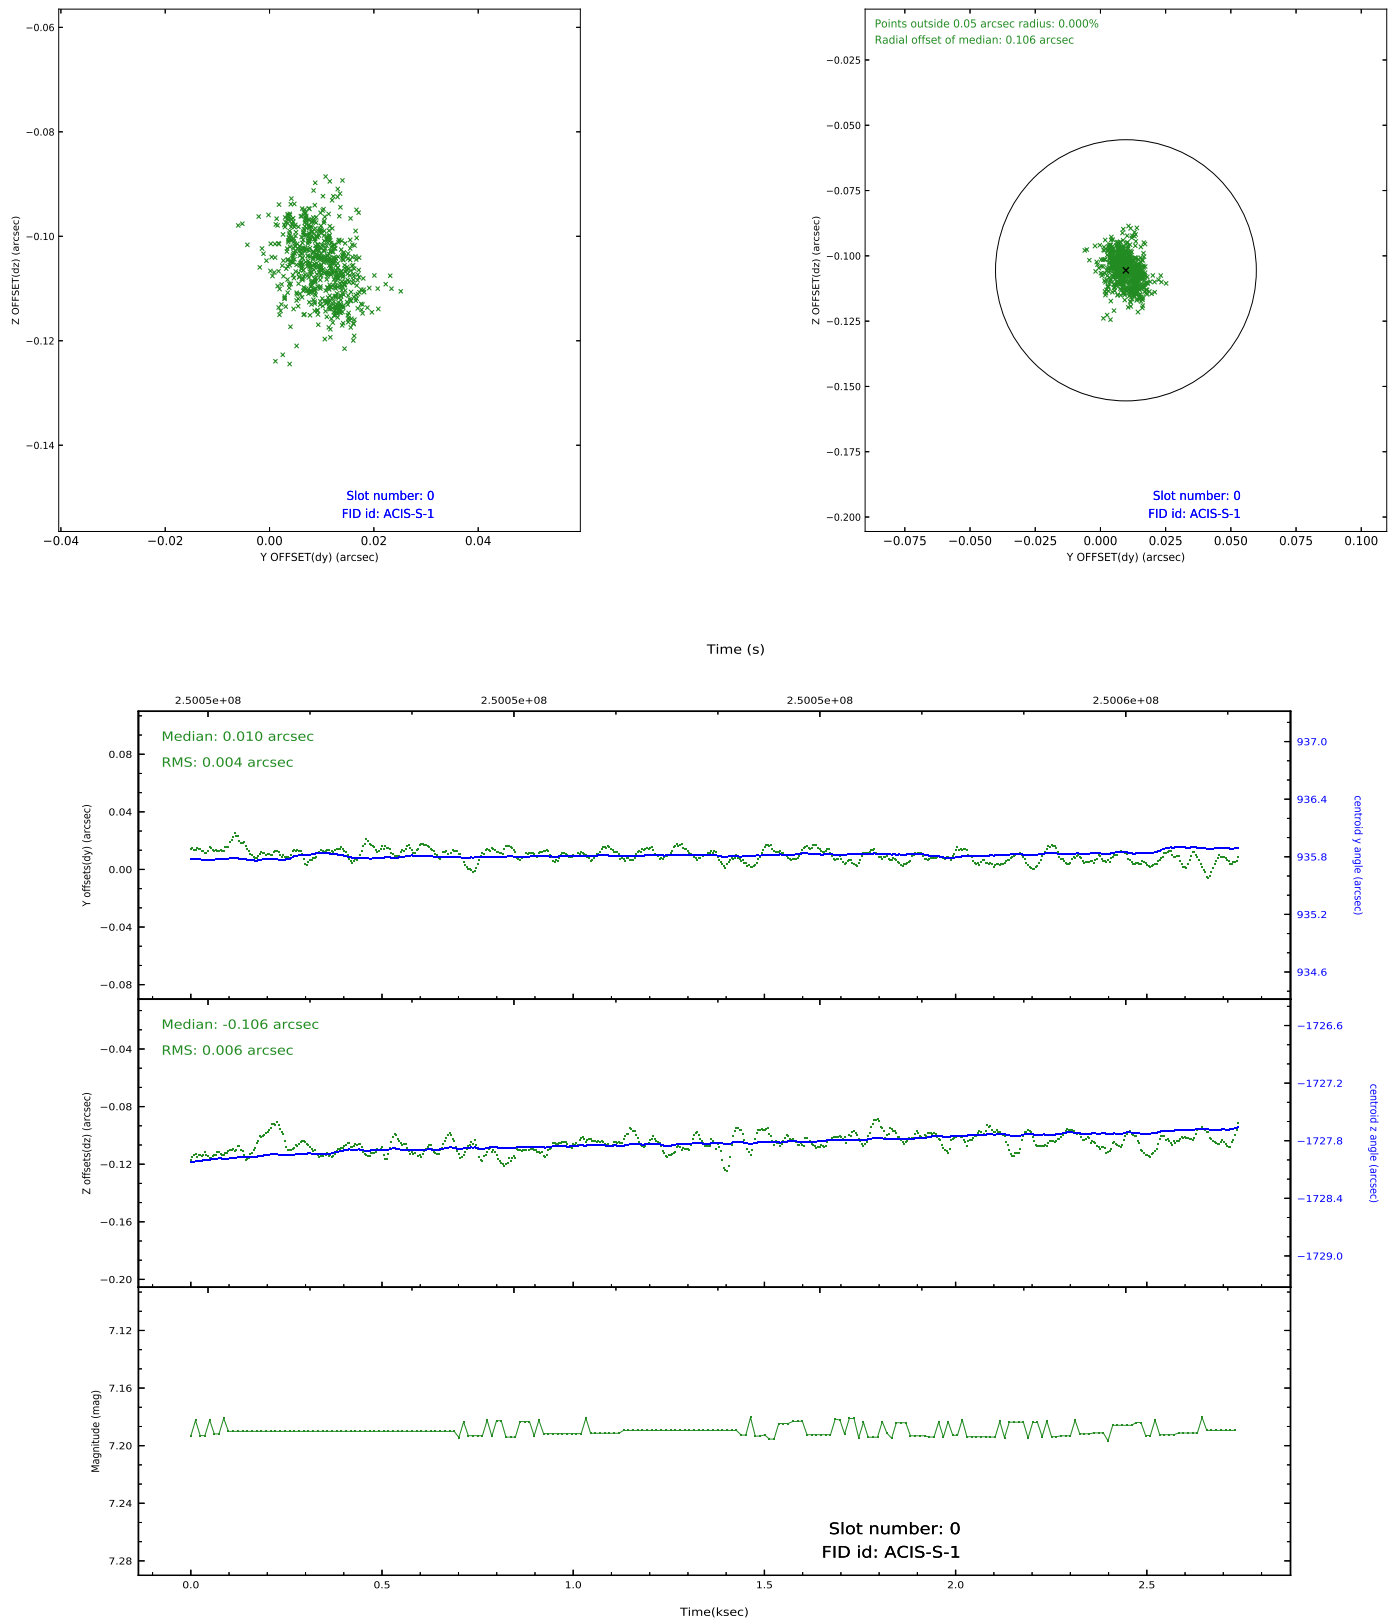 −0.06
−0.08
−0.10
−0.12
−0.14
Z OFFSET(dz) (arcsec)
Slot number: 0
FID id: ACIS-S-1
−0.04
−0.02
0.00
0.02
0.04
Y OFFSET(dy) (arcsec)
Points outside 0.05 arcsec radius: 0.000%
Radial offset of median: 0.106 arcsec
−0.025
−0.050
−0.075
−0.100
−0.125
−0.150
−0.175
−0.200
Z OFFSET(dz) (arcsec)
Slot number: 0
FID id: ACIS-S-1
−0.075
−0.050
−0.025
0.000
0.025
0.050
0.075
0.100
Y OFFSET(dy) (arcsec)
Time (s)
2.5005e+08
2.5005e+08
2.5005e+08
2.5006e+08
Median: 0.010 arcsec
RMS: 0.004 arcsec
0.08
0.04
0.00
−0.04
−0.08
Y offsets(dy) (arcsec)
937.0
936.4
935.8
935.2
934.6
centroid y angle (arcsec)
Median: -0.106 arcsec
RMS: 0.006 arcsec
−0.04
−0.08
−0.12
−0.16
−0.20
Z offsets(dz) (arcsec)
−1726.6
−1727.2
−1727.8
−1728.4
−1729.0
centroid z angle (arcsec)
7.12
7.16
7.20
7.24
7.28
Magnitude (mag)
Slot number: 0
FID id: ACIS-S-1
0.0
0.5
1.0
1.5
2.0
2.5
Time(ksec)